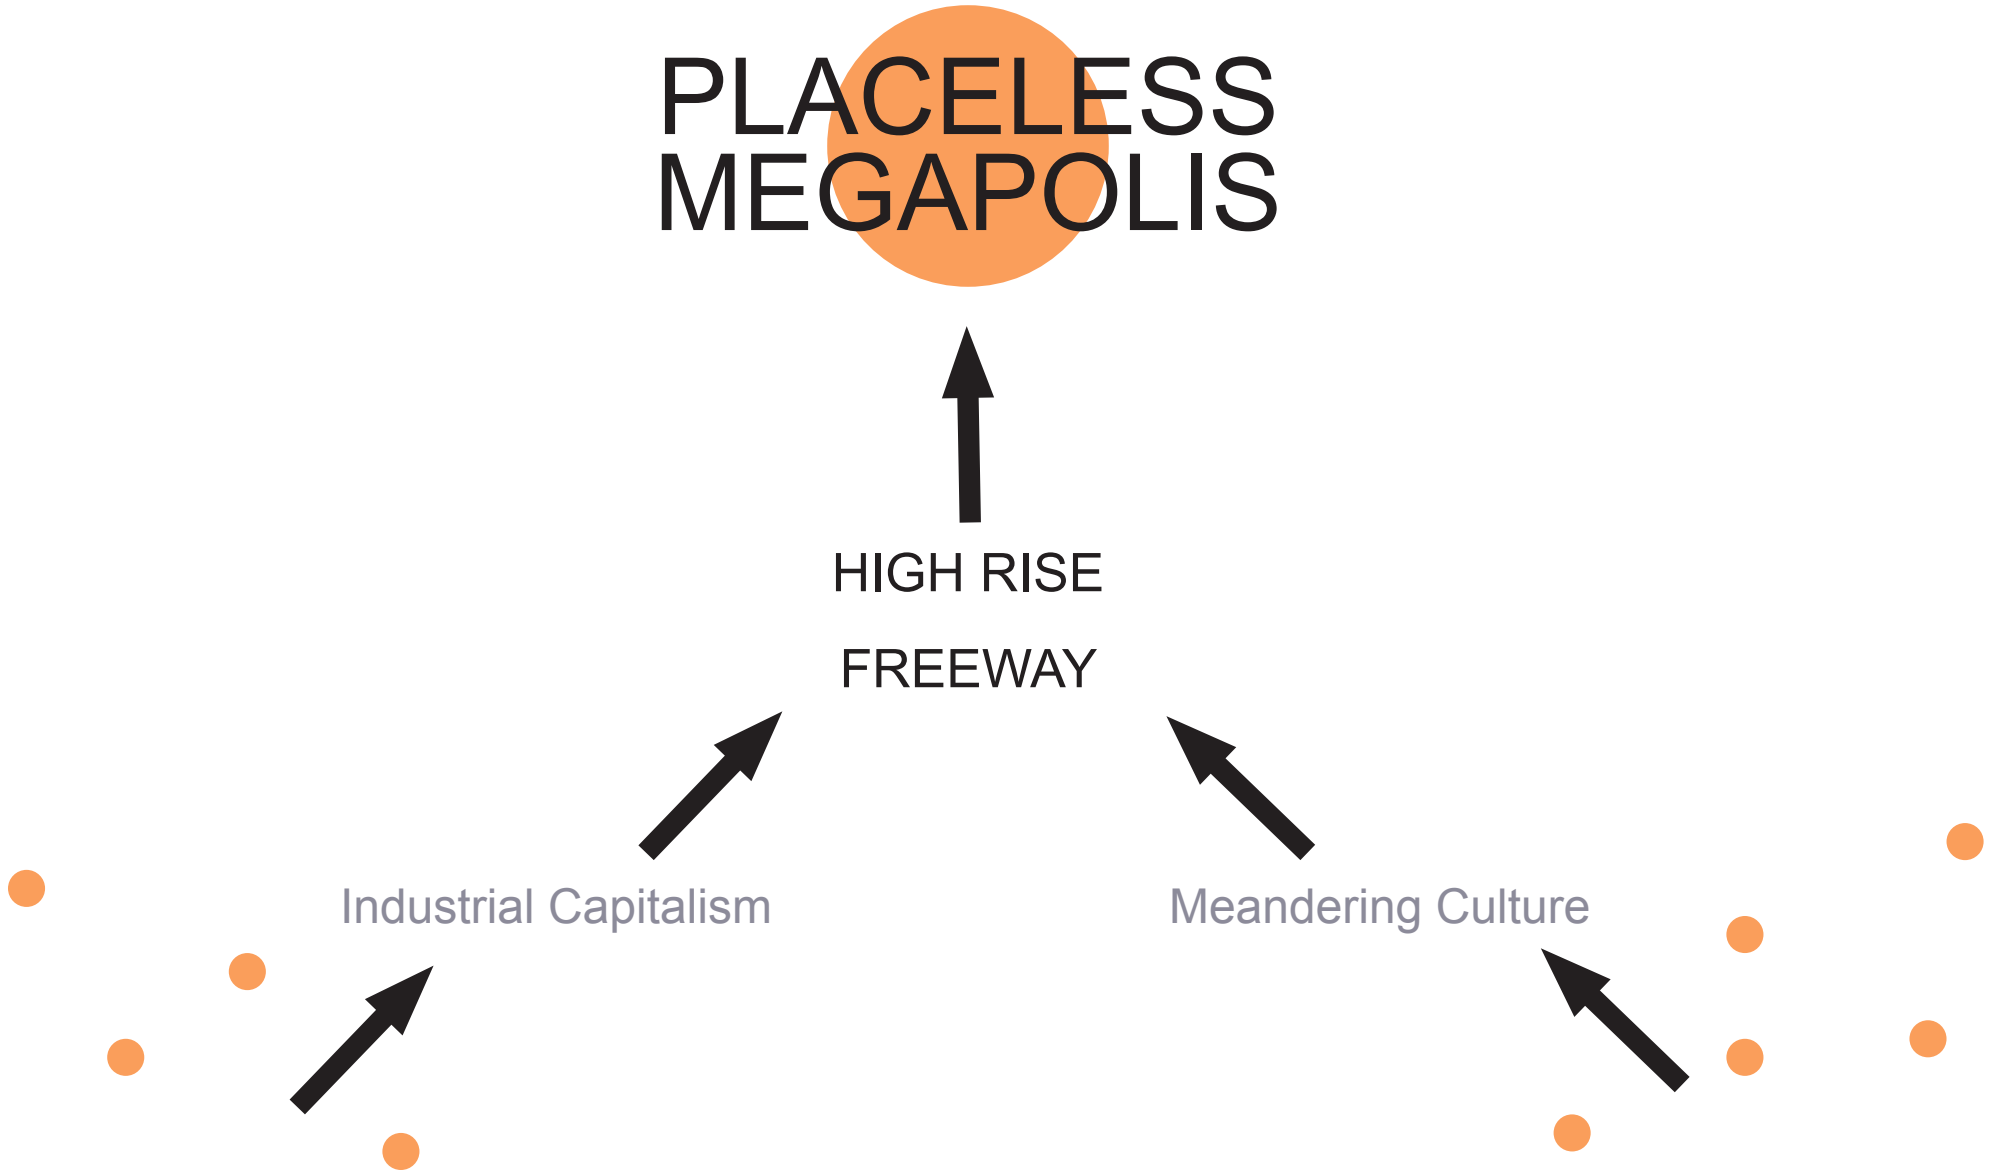 PLACELESS
MEGAPOLIS
HIGH RISE
FREEWAY
Industrial Capitalism
Meandering Culture